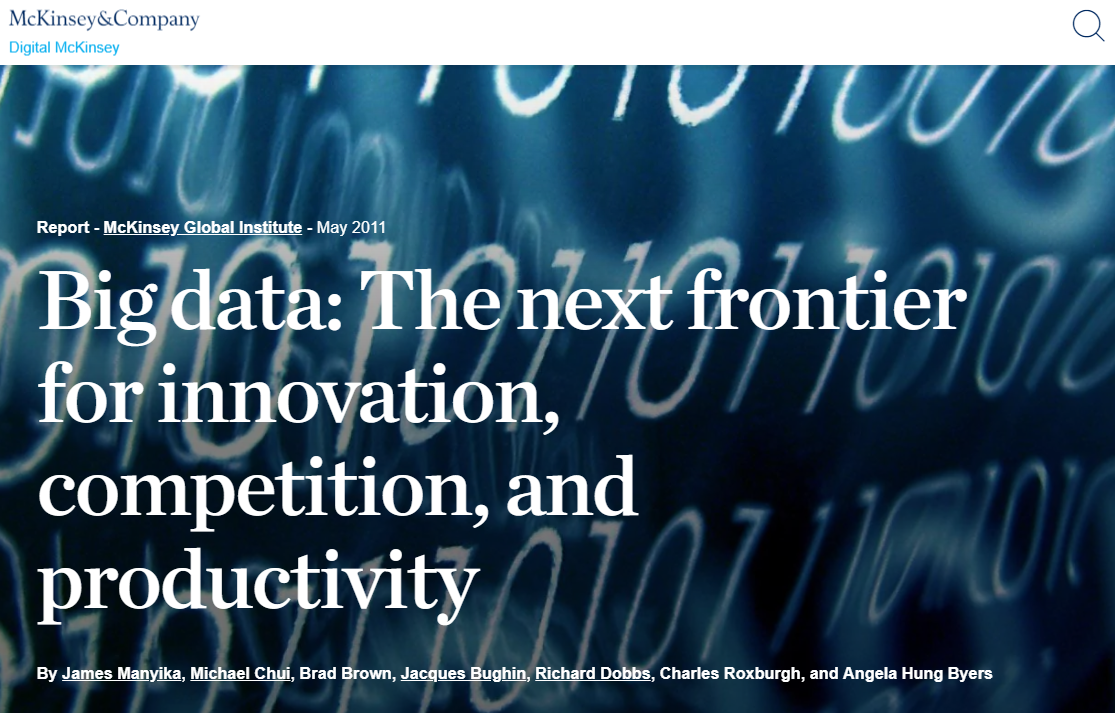 McKinsey&Company
Digital McKinsey
Report - McKinsey Global Institute - May 2011
Big data: The next frontier
for innovation,
competition, and
productivity
By James Manyika, Michael Chui, Brad Brown, Jacques Bughin, Richard Dobbs, Charles Roxburgh, and Angela Hung Byers